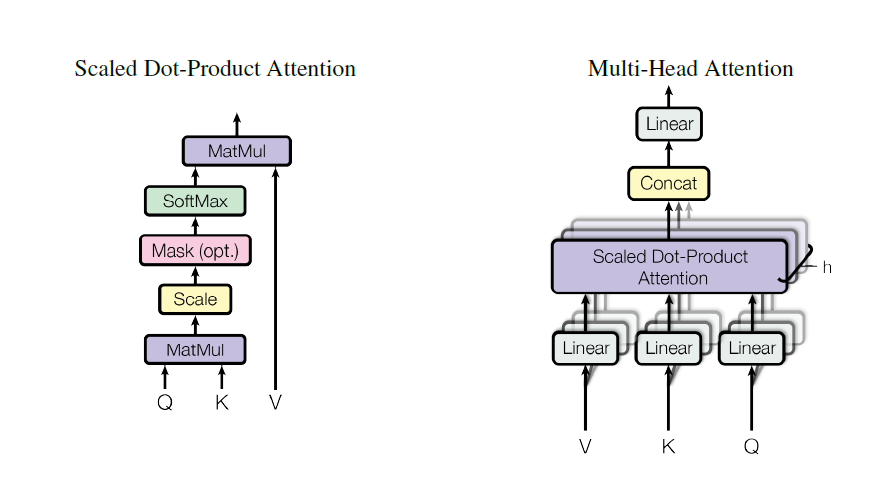 Scaled Dot-Product Attention
MatMul
SoftMax
Mask (opt.)
Scale
MatMul
Q K V
Multi-Head Attention
Linear
Concat
Scaled Dot-Product
Attention
h
Linear Linear Linear
V K Q